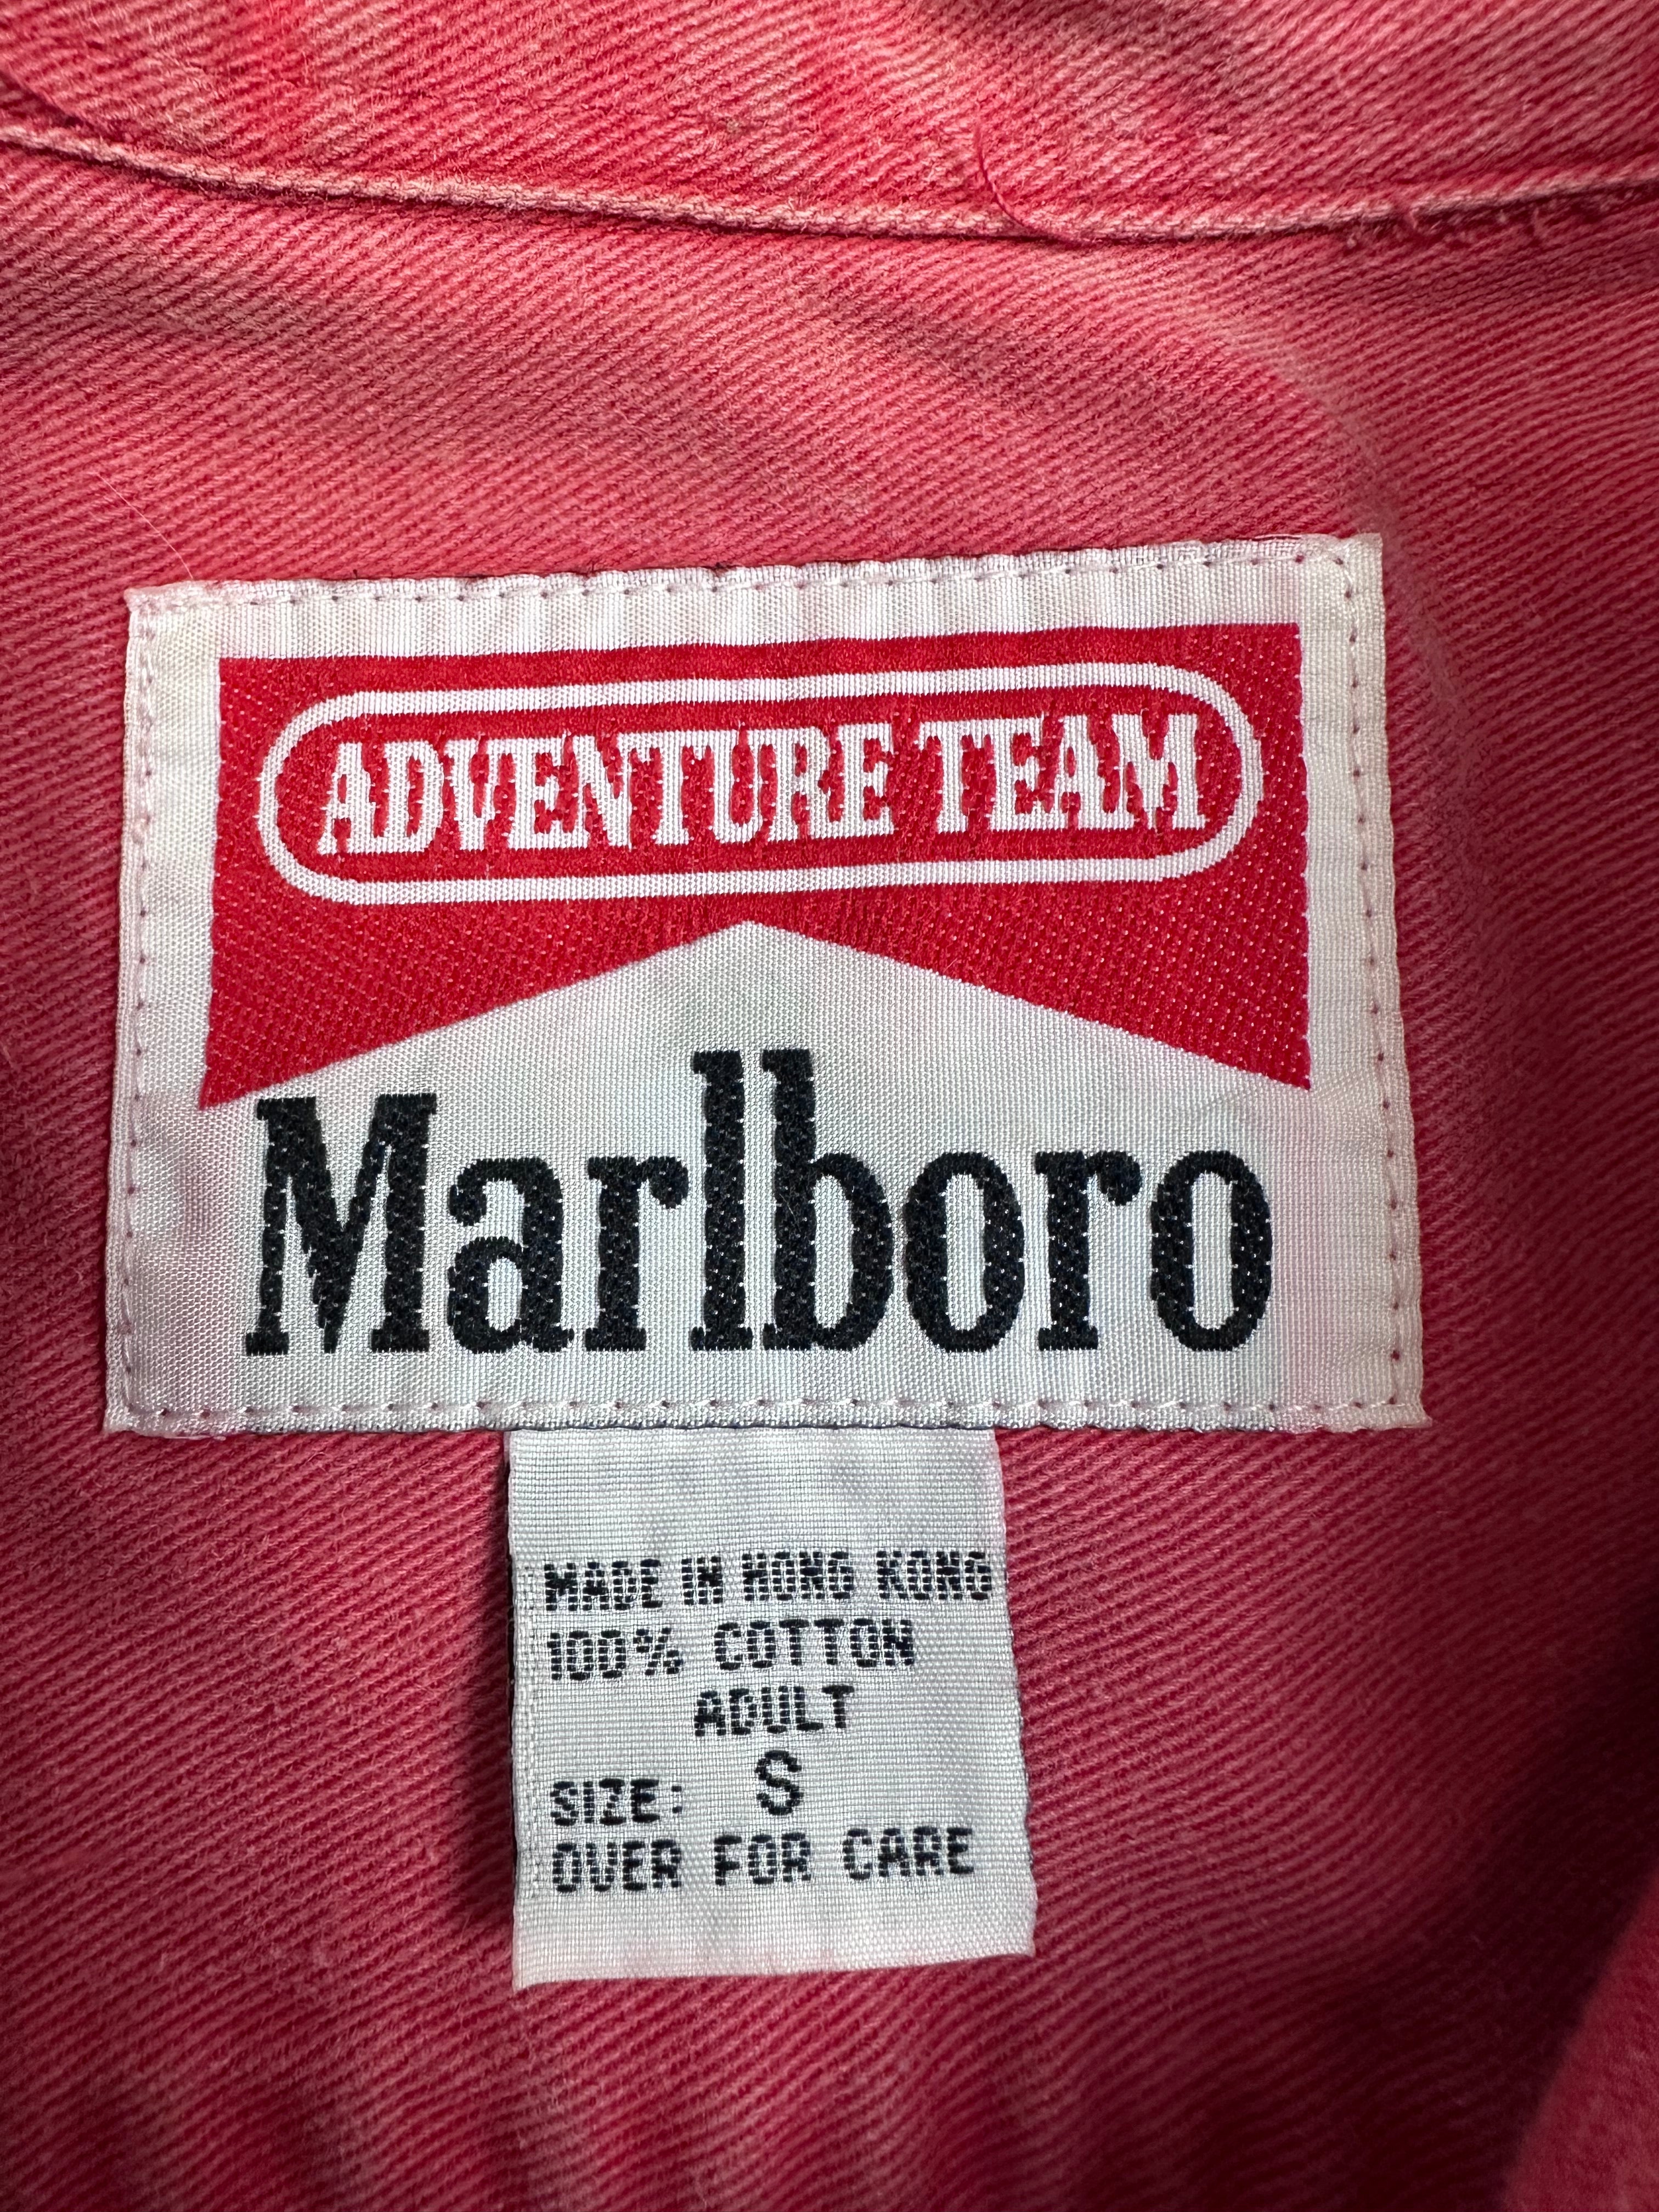 ADVENTURE TEAM
Marlboro
MADE IN HONG KONG
100% COTTON
ADULT
SIZE: S
OVER FOR CARE